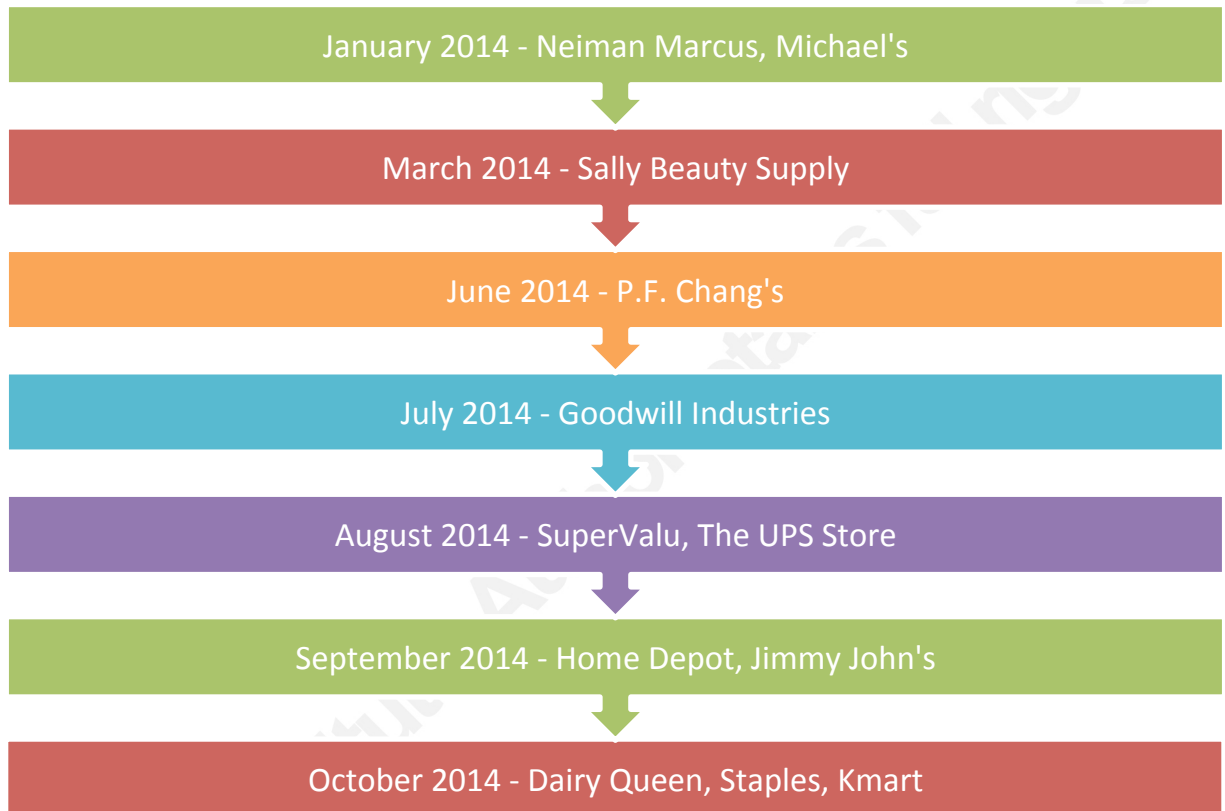 January 2014 - Neiman Marcus, Michael's
March 2014 - Sally Beauty Supply
June 2014 - P.F. Chang's
July 2014 - Goodwill Industries
August 2014 - SuperValu, The UPS Store
September 2014 - Home Depot, Jimmy John's
October 2014 - Dairy Queen, Staples, Kmart